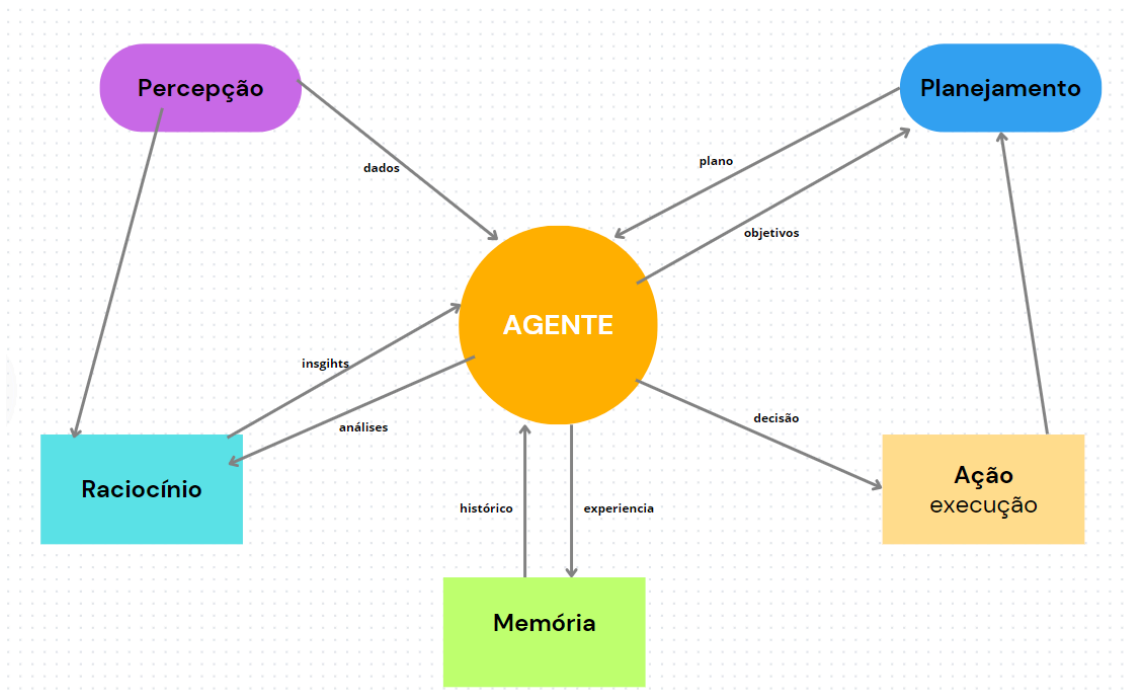 Percepção
Planejamento
dados
plano
objetivos
AGENTE
insgihts
análises
decisão
Raciocínio
Ação
execução
histórico
experiencia
Memória